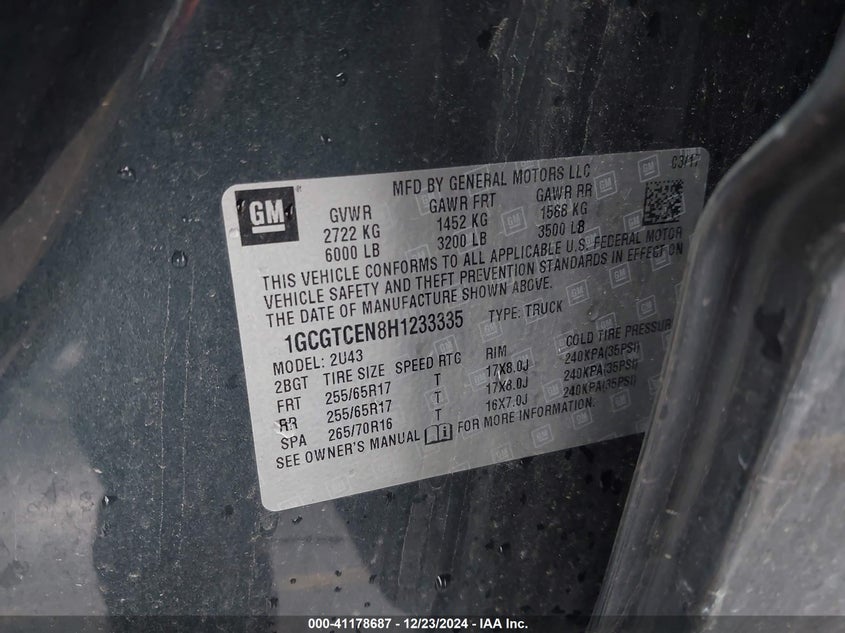 03/17
MFD BY GENERAL MOTORS LLC
GM
GVWR GAWR FRT GAWR RR
2722 KG 1452 KG 1568 KG
6000 LB 3200 LB 3500 LB
THIS VEHICLE CONFORMS TO ALL APPLICABLE U.S. FEDERAL MOTOR
VEHICLE SAFETY AND THEFT PREVENTION STANDARDS IN EFFECT ON
THE DATE OF MANUFACTURE SHOWN ABOVE.
1GCGTCEN8H1233335 TYPE: TRUCK
MODEL: 2U43
2BGT TIRE SIZE SPEED RTG RIM COLD TIRE PRESSUR
FRT 255/65R17 T 17X8.0J 240KPA(35PSI)
RR 255/65R17 T 17X8.0J 240KPA(35PSI)
SPA 265/70R16 T 16X7.0J 240KPA(35PSI)
SEE OWNER'S MANUAL FOR MORE INFORMATION.
000-41178687 - 12/23/2024 - IAA Inc.